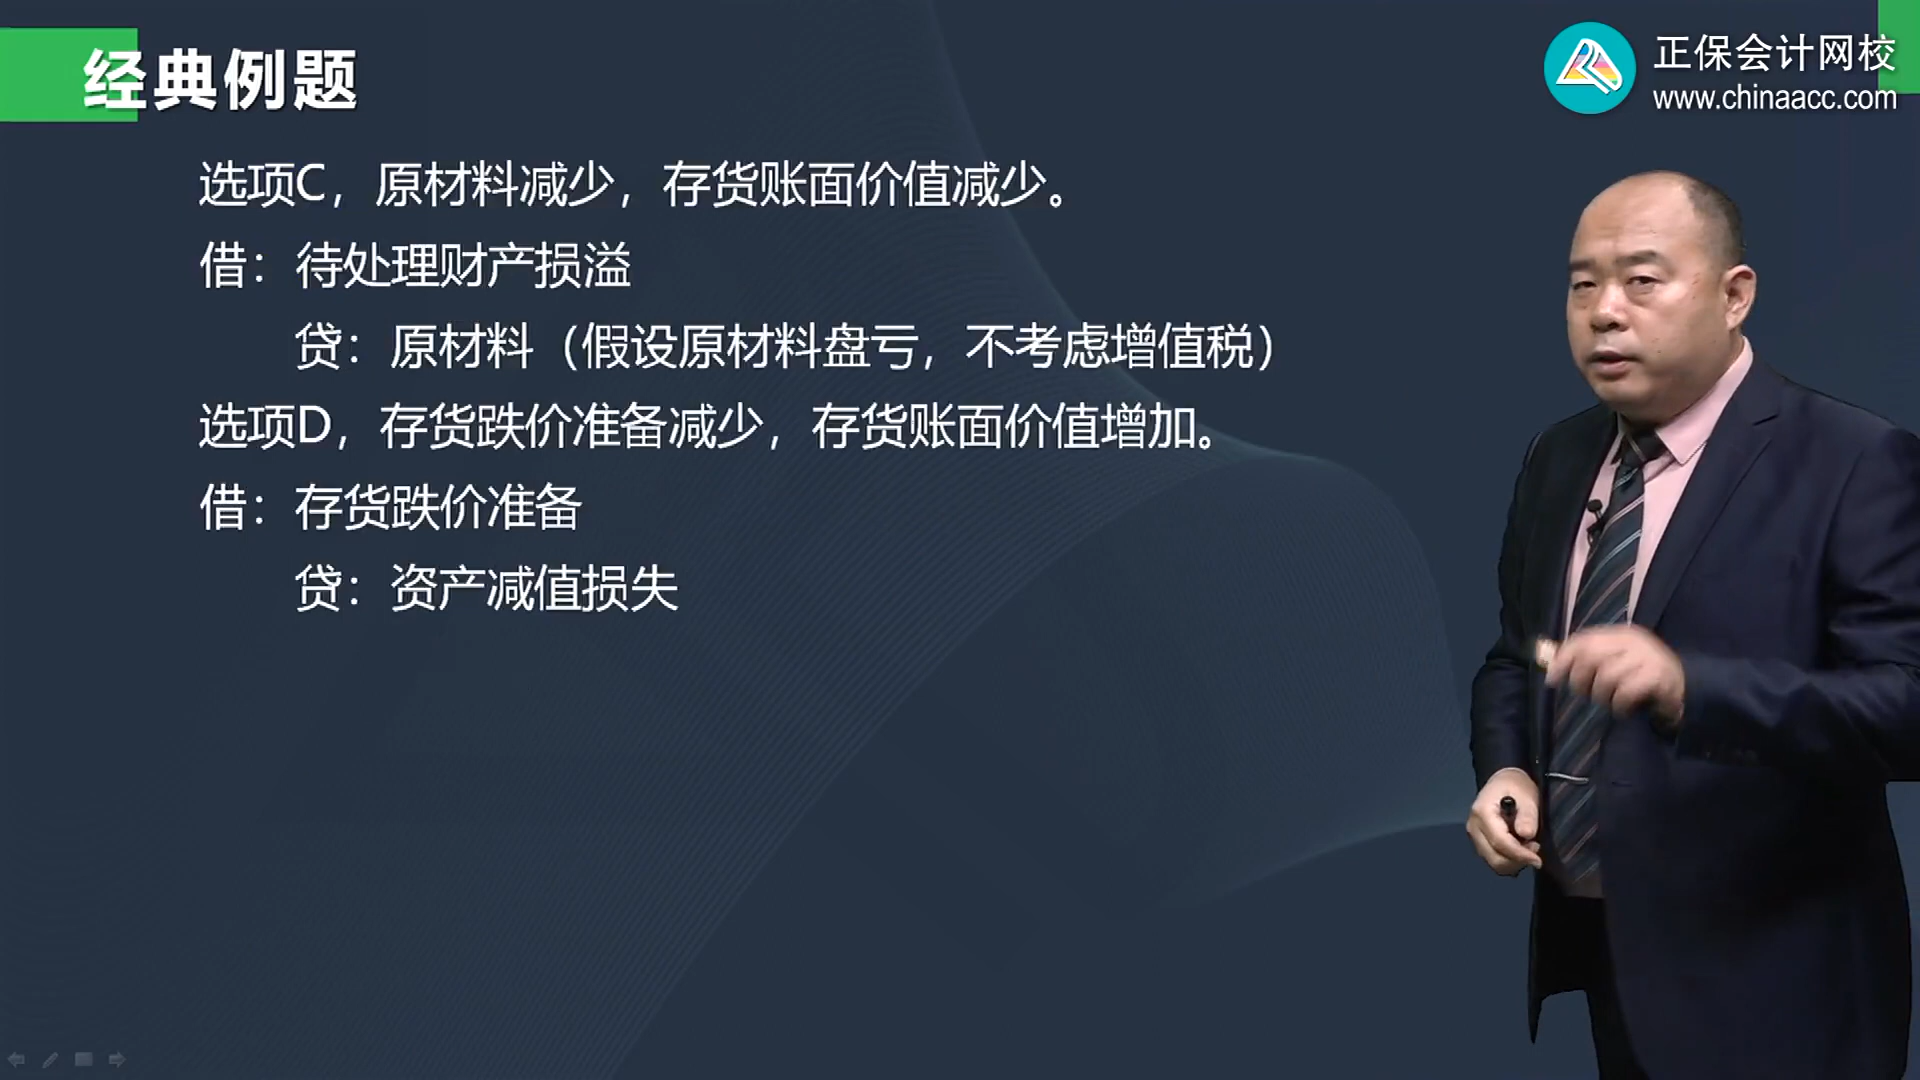 经典例题
正保会计网校
www.chinaacc.com
选项C，原材料减少，存货账面价值减少。
借：待处理财产损溢
贷：原材料（假设原材料盘亏，不考虑增值税）
选项D，存货跌价准备减少，存货账面价值增加。
借：存货跌价准备
贷：资产减值损失